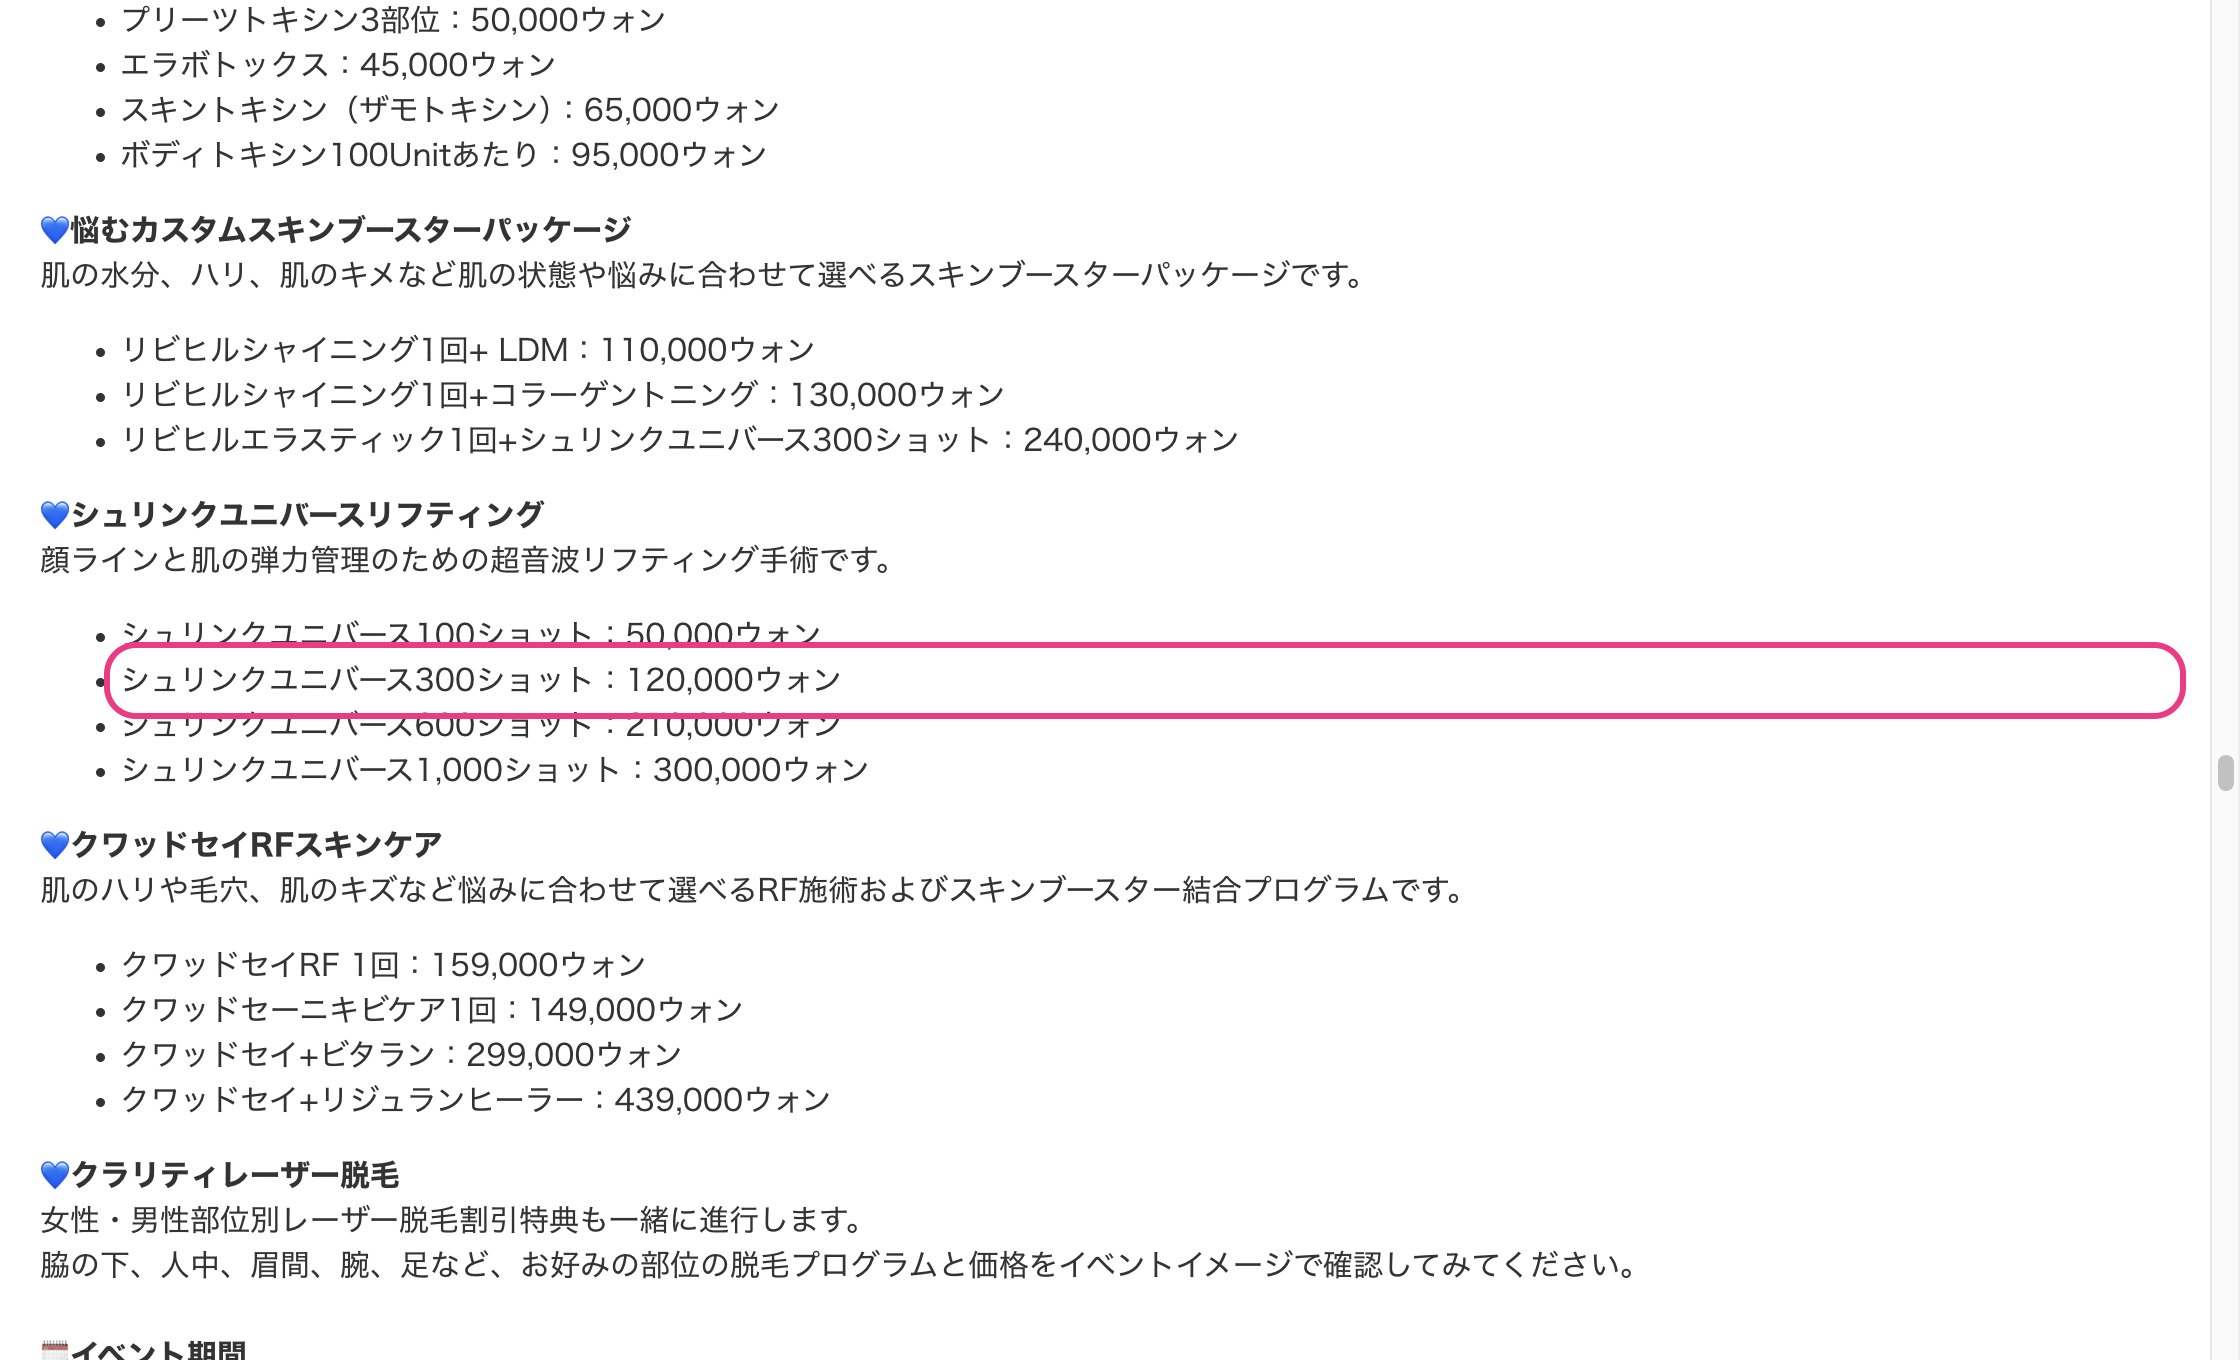 • プリーツトキシン3部位：50,000ウォン
• エラボトックス：45,000ウォン
• スキントキシン（ザモトキシン）：65,000ウォン
• ボディトキシン100Unitあたり：95,000ウォン
💙悩むカスタムスキンブースターパッケージ
肌の水分、ハリ、肌のキメなど肌の状態や悩みに合わせて選べるスキンブースターパッケージです。
• リビヒルシャイニング1回+ LDM：110,000ウォン
• リビヒルシャイニング1回+コラーゲントニング：130,000ウォン
• リビヒルエラスティック1回+シュリンクユニバース300ショット：240,000ウォン
💙シュリンクユニバースリフティング
顔ラインと肌の弾力管理のための超音波リフティング手術です。
• シュリンクユニバース100ショット：50,000ウォン
• シュリンクユニバース300ショット：120,000ウォン
• シュリンクユニバース600ショット：210,000ウォン
• シュリンクユニバース1,000ショット：300,000ウォン
💙クワッドセイRFスキンケア
肌のハリや毛穴、肌のキズなど悩みに合わせて選べるRF施術およびスキンブースター結合プログラムです。
• クワッドセイRF 1回：159,000ウォン
• クワッドセーニキビケア1回：149,000ウォン
• クワッドセイ+ビタラン：299,000ウォン
• クワッドセイ+リジュランヒーラー：439,000ウォン
💙クラリティレーザー脱毛
女性・男性部位別レーザー脱毛割引特典も一緒に進行します。
脇の下、人中、眉間、腕、足など、お好みの部位の脱毛プログラムと価格をイベントイメージで確認してみてください。
🗓️イベント期間